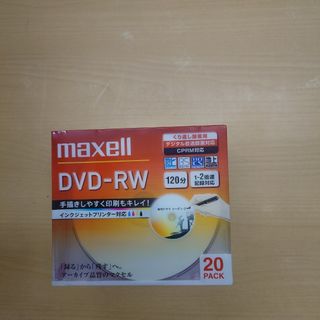 maxell
くり返し録画用
デジタル放送録画対応
CPRM対応
DVD-RW
120分
1-2倍速
記録対応
手描きしやすく印刷もキレイ！
インクジェットプリンター対応
「録る」から「残す」へ。
アーカイブ品質のマクセル
20
PACK